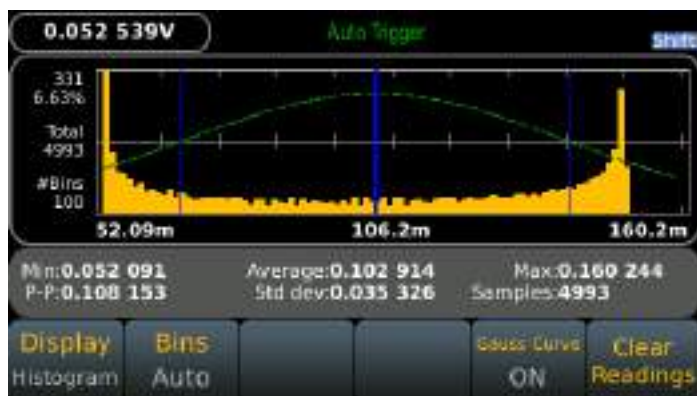 0.052 539V
Auto Trigger
Shift
331
6.63%
Total
4993
#Bins
100
52.09m
106.2m
160.2m
Min:0.052 091
Average:0.102 914
Max:0.160 244
P-P:0.108 153
Std dev:0.035 326
Samples:4993
Display
Histogram
Bins
Auto
Gauss Curve
ON
Clear
Readings